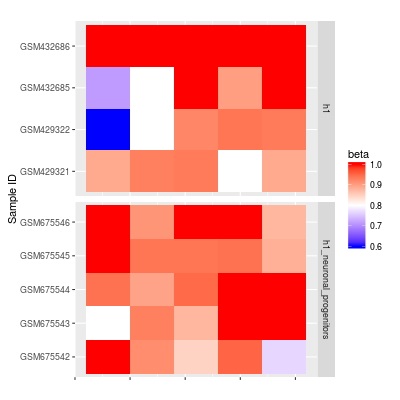 Sample ID
GSM432686
GSM432685
GSM429322
GSM429321
h1
GSM675546
GSM675545
GSM675544
GSM675543
GSM675542
h1_neuronal_progenitors
beta
1.0
0.9
0.8
0.7
0.6